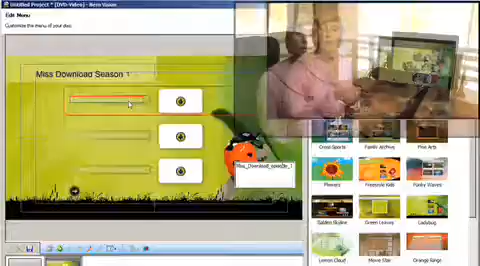 Untitled Project * [DVD-Video] - Nero Vision
Edit Menu
Customize the menu of your disc.
Miss Download Season 1
Miss_Download_episode_1
Cross Sports
Family Archive
Fine Arts
Flowers
Freestyle Kids
Funky Waves
Golden Skyline
Green Leaves
Ladybug
Lemon Cloud
Movie Star
Orange Rings